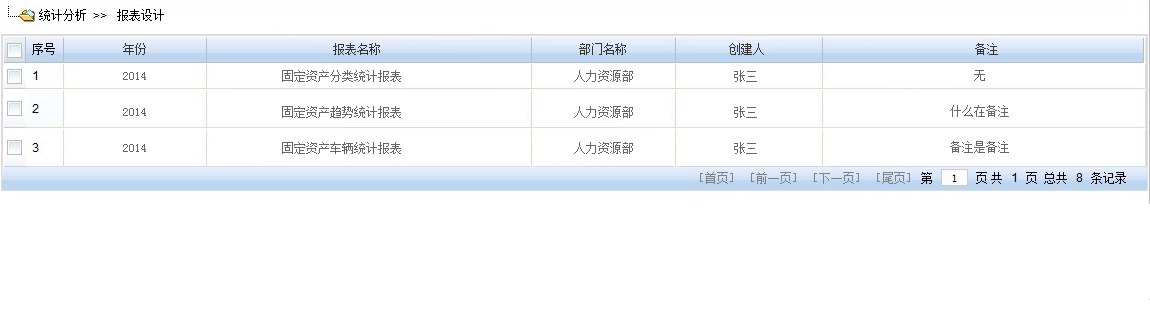 统计分析 >> 报表设计
序号 年份 报表名称 部门名称 创建人 备注
1 2014 固定资产分类统计报表 人力资源部 张三 无
2 2014 固定资产趋势统计报表 人力资源部 张三 什么在备注
3 2014 固定资产车辆统计报表 人力资源部 张三 备注是备注
[首页] [前一页] [下一页] [尾页] 第 1 页 共 1 页 总共 8 条记录